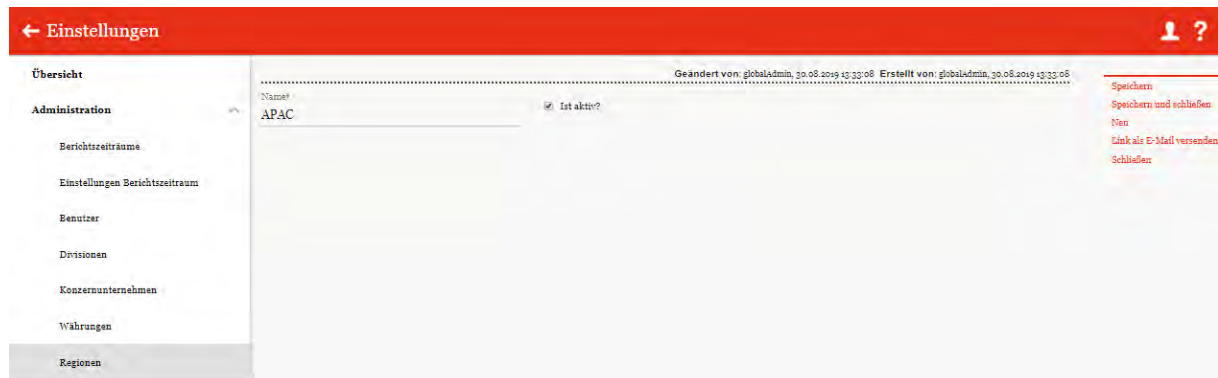 ← Einstellungen
?
Übersicht
Administration
Berichtszeiträume
Einstellungen Berichtszeitraum
Benutzer
Divisionen
Konzernunternehmen
Währungen
Regionen
Geändert von: globalAdmin, 30.08.2019 13:33:08 Erstellt von: globalAdmin, 30.08.2019 13:33:08
Name*
APAC
Ist aktiv?
Speichern
Speichern und schließen
Neu
Link als E-Mail versenden
Schließen